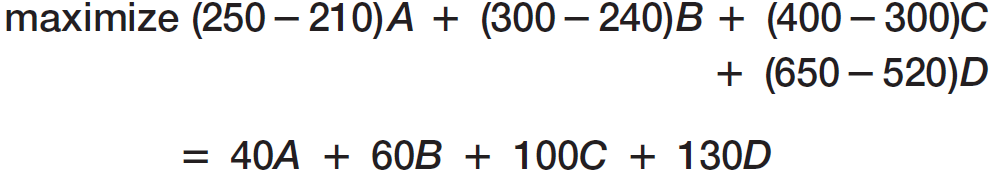 maximize (250 – 210)A + (300 – 240)B + (400 – 300)C
+ (650 – 520)D
= 40A + 60B + 100C + 130D